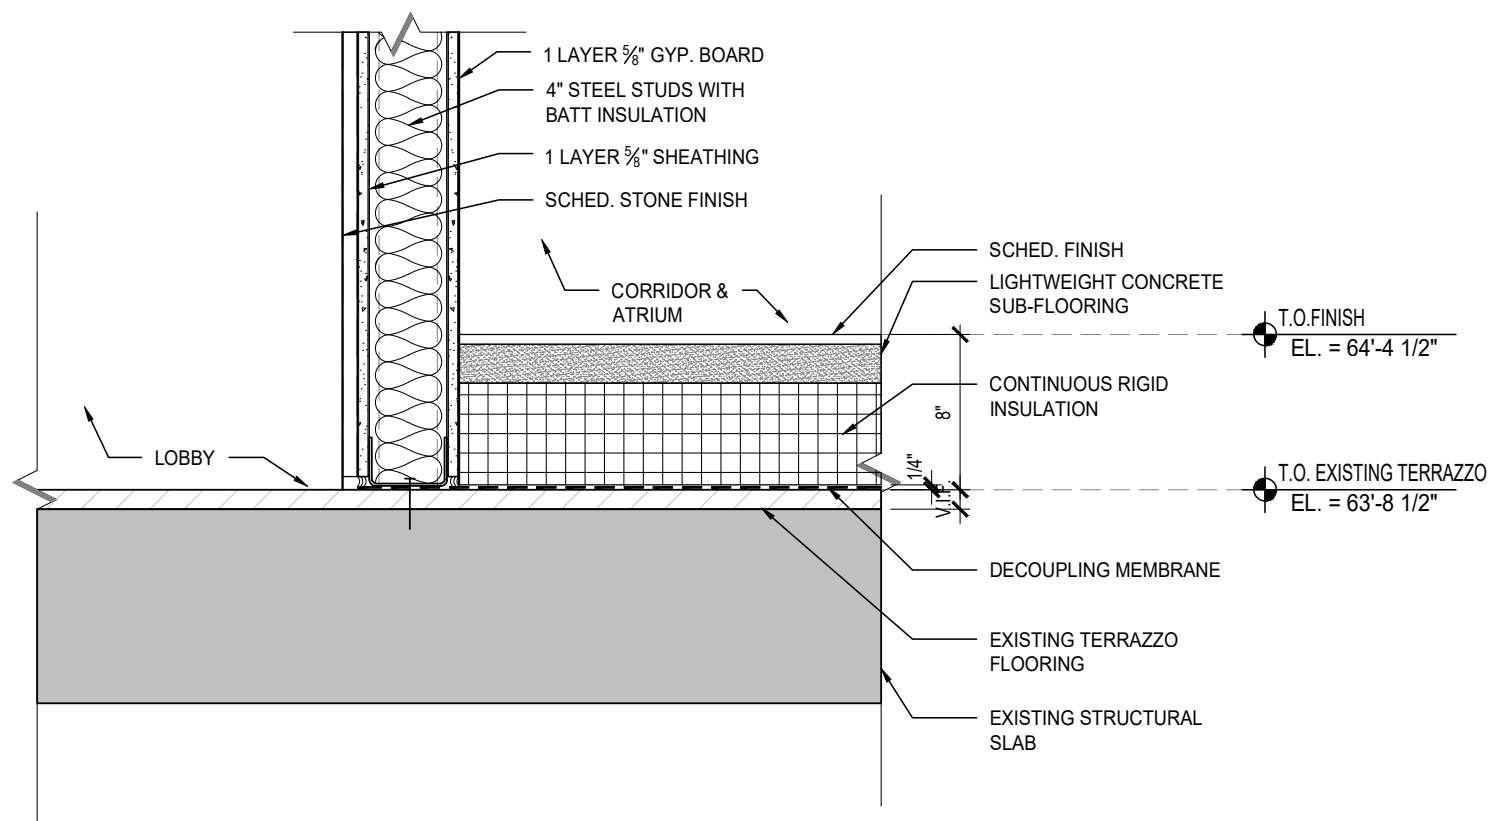 1 LAYER 5⁄8" GYP. BOARD
4" STEEL STUDS WITH
BATT INSULATION
1 LAYER 5⁄8" SHEATHING
SCHED. STONE FINISH
SCHED. FINISH
LIGHTWEIGHT CONCRETE
SUB-FLOORING
CORRIDOR &
ATRIUM
T.O.FINISH
EL. = 64'-4 1/2"
CONTINUOUS RIGID
INSULATION
8"
LOBBY
1/4"
T.O. EXISTING TERRAZZO
EL. = 63'-8 1/2"
V.I.F.
DECOUPLING MEMBRANE
EXISTING TERRAZZO
FLOORING
EXISTING STRUCTURAL
SLAB